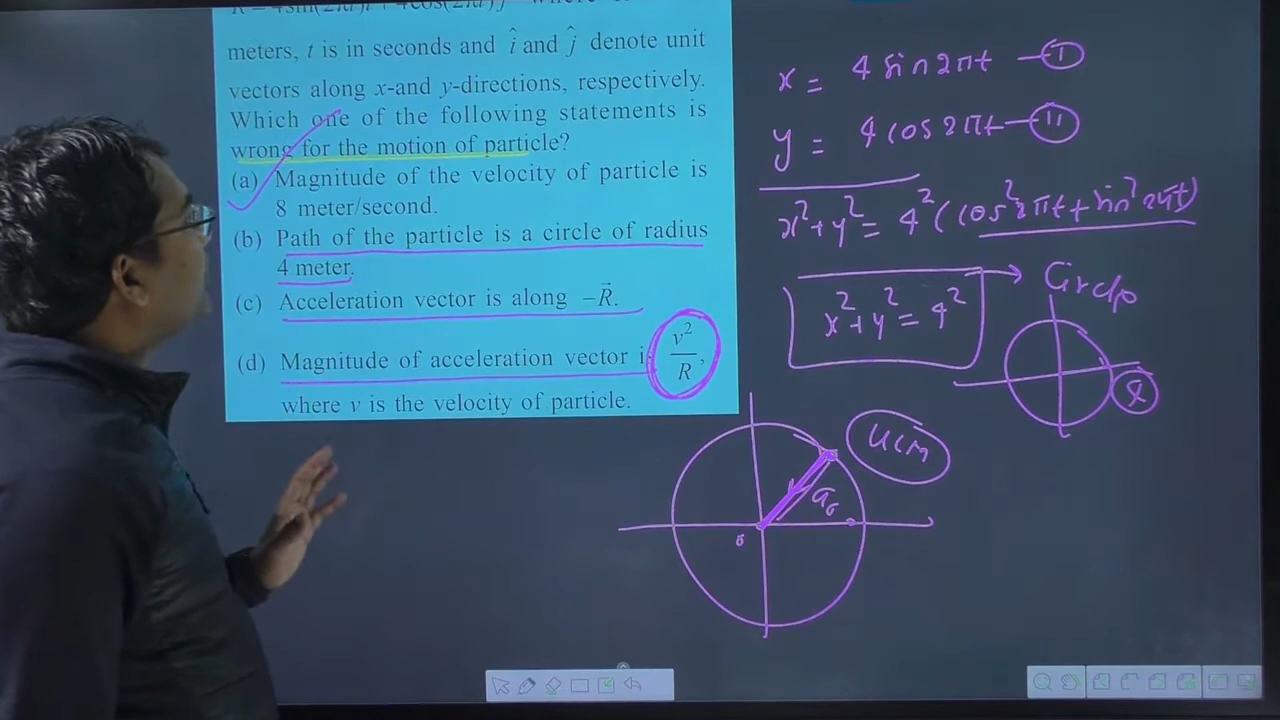 meters, t is in seconds and î and ĵ denote unit
vectors along x-and y-directions, respectively.
Which one of the following statements is
wrong for the motion of particle?
(a) Magnitude of the velocity of particle is
8 meter/second.
(b) Path of the particle is a circle of radius
4 meter.
(c) Acceleration vector is along −R⃗.
(d) Magnitude of acceleration vector i v²/R,
where v is the velocity of particle.
x = 4 sin 2πt — I
y = 4 cos 2πt — II
x² + y² = 4² (cos² 2πt + sin² 2πt)
x² + y² = 4² → Circle
UCM